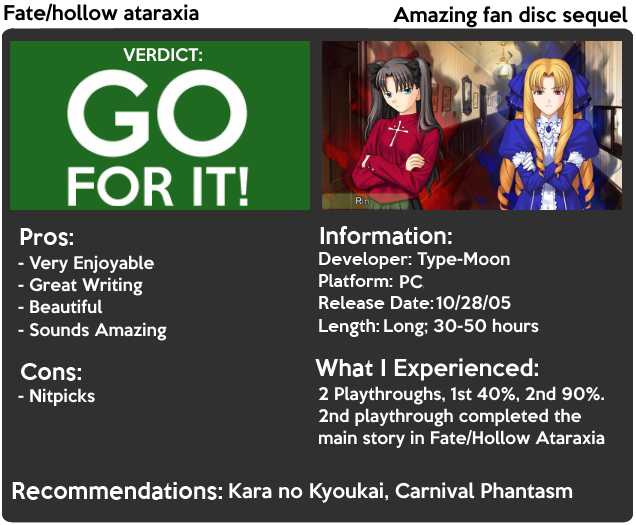 Fate/hollow ataraxia
Amazing fan disc sequel
VERDICT:
GO
FOR IT!
Rin
Pros:
- Very Enjoyable
- Great Writing
- Beautiful
- Sounds Amazing
Cons:
- Nitpicks
Information:
Developer: Type-Moon
Platform: PC
Release Date: 10/28/05
Length: Long; 30-50 hours
What I Experienced:
2 Playthroughs, 1st 40%, 2nd 90%.
2nd playthrough completed the
main story in Fate/Hollow Ataraxia
Recommendations: Kara no Kyoukai, Carnival Phantasm